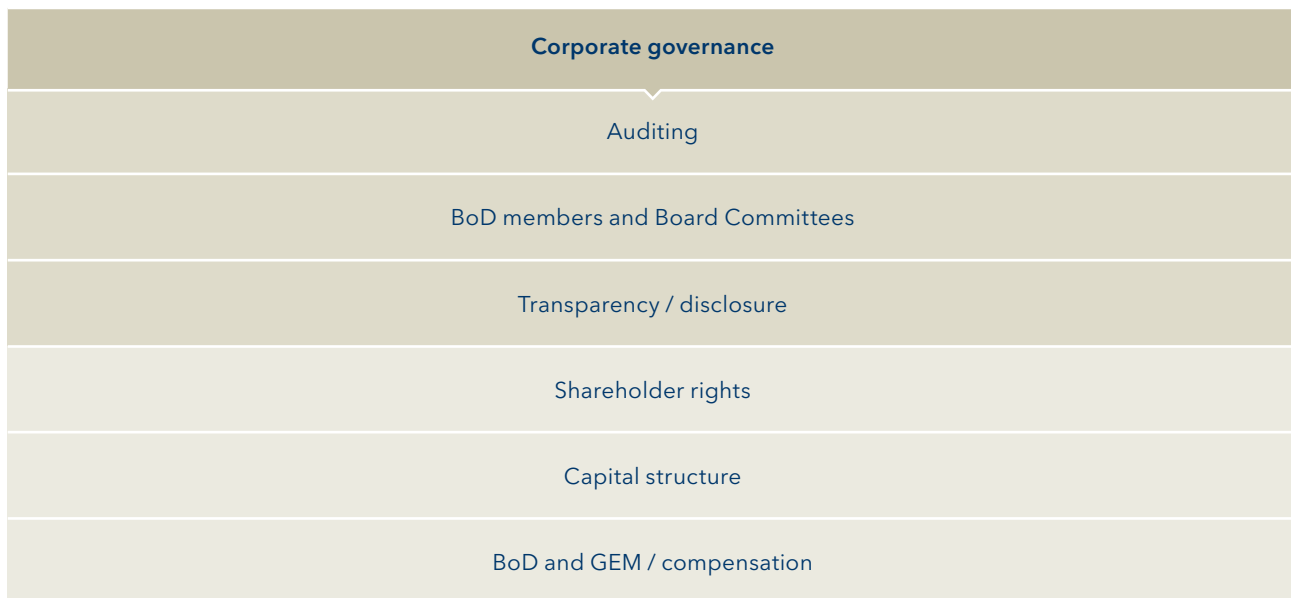 Corporate governance
Auditing
BoD members and Board Committees
Transparency / disclosure
Shareholder rights
Capital structure
BoD and GEM / compensation